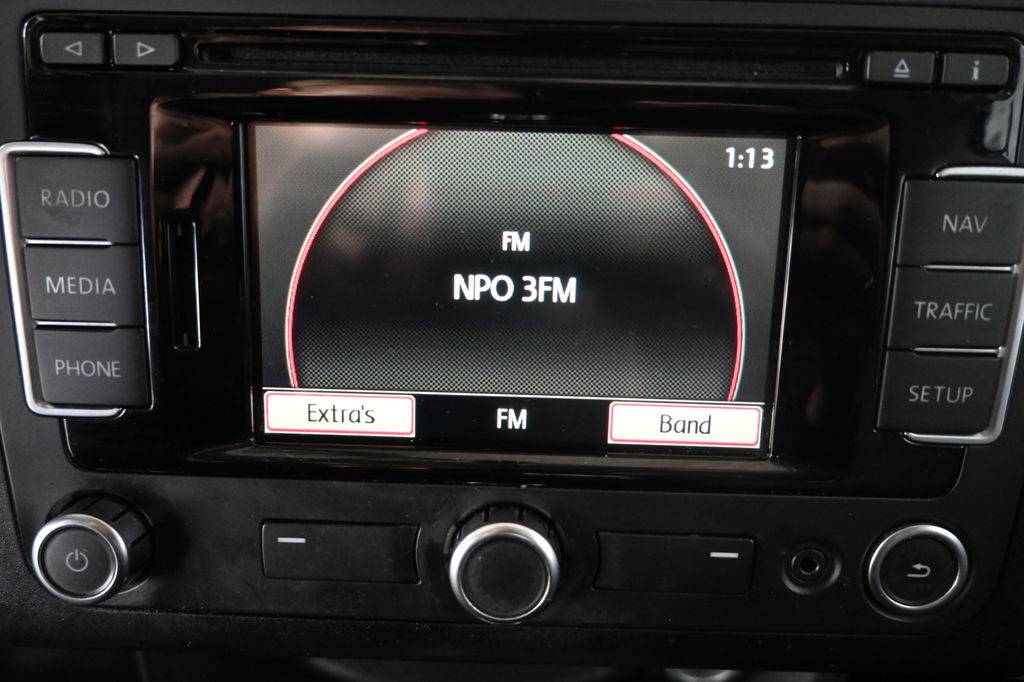 i
RADIO
MEDIA
PHONE
1:13
FM
NPO 3FM
Extra's
FM
Band
NAV
TRAFFIC
SETUP